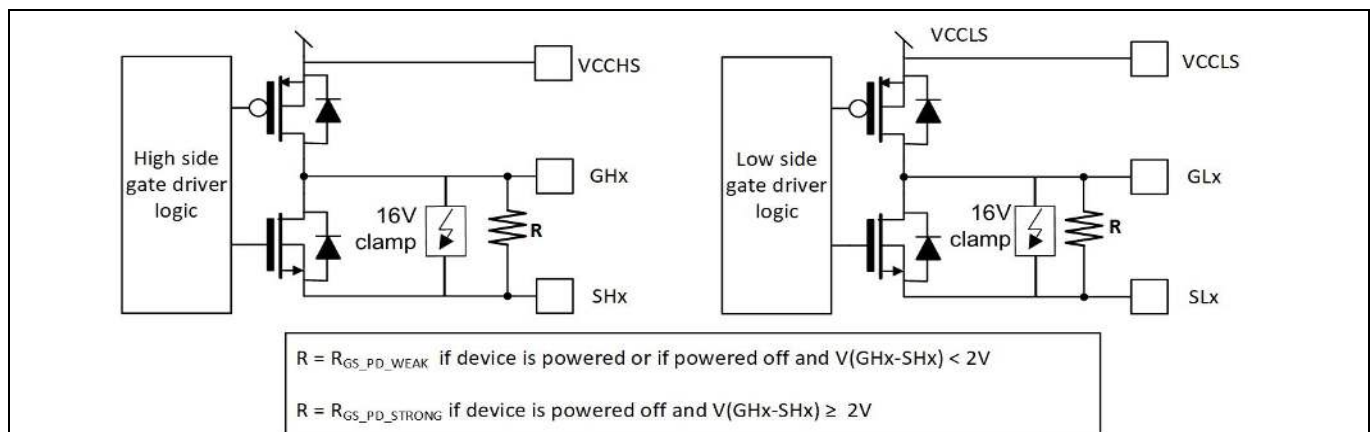 VCCHS
High side
gate driver
logic
GHx
16V
clamp
R
SHx
VCCLS
VCCLS
Low side
gate driver
logic
GLx
16V
clamp
R
SLx
R = RGS_PD_WEAK if device is powered or if powered off and V(GHx-SHx) < 2V
R = RGS_PD_STRONG if device is powered off and V(GHx-SHx) ≥ 2V